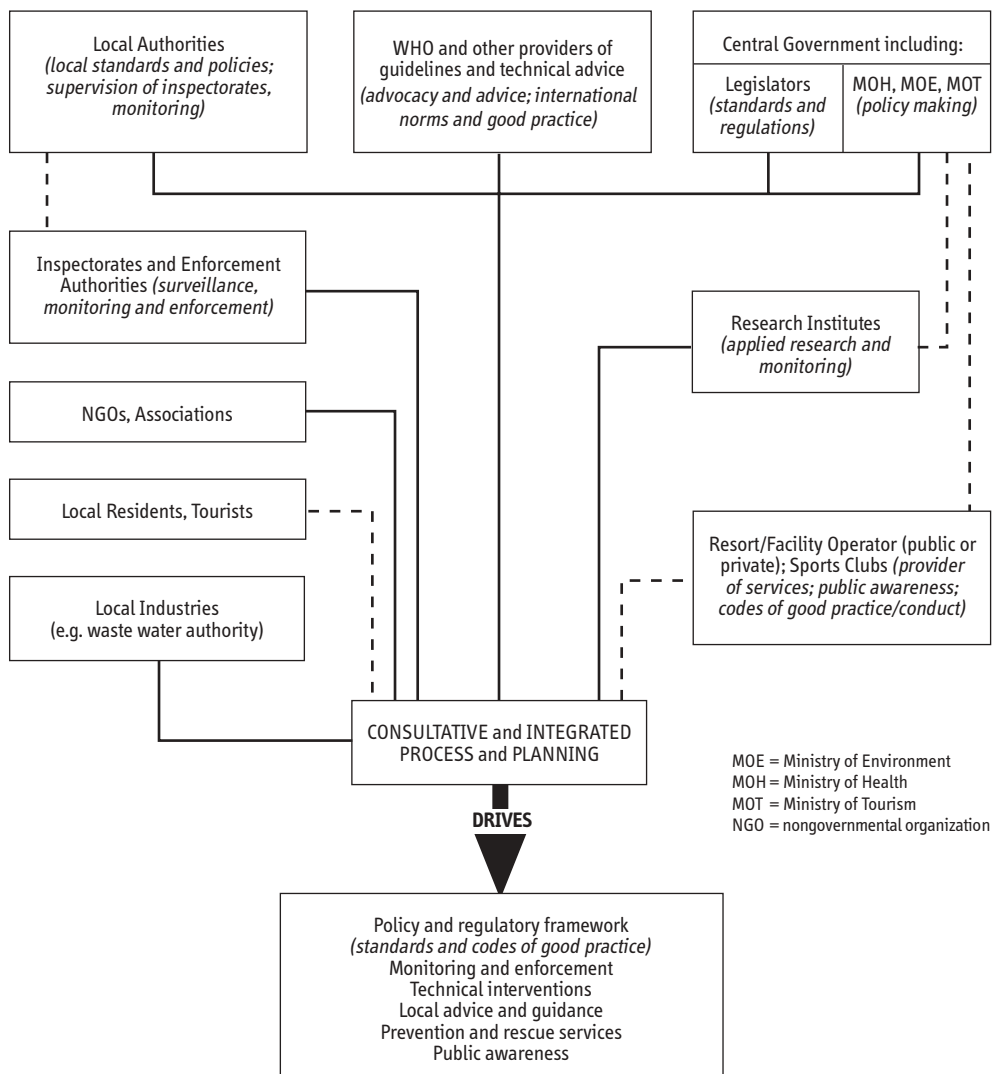 Local Authorities
(local standards and policies;
supervision of inspectorates,
monitoring)
WHO and other providers of
guidelines and technical advice
(advocacy and advice; international
norms and good practice)
Central Government including:
Legislators
(standards and
regulations)
MOH, MOE, MOT
(policy making)
Inspectorates and Enforcement
Authorities (surveillance,
monitoring and enforcement)
Research Institutes
(applied research and
monitoring)
NGOs, Associations
Local Residents, Tourists
Resort/Facility Operator (public or
private); Sports Clubs (provider
of services; public awareness;
codes of good practice/conduct)
Local Industries
(e.g. waste water authority)
CONSULTATIVE and INTEGRATED
PROCESS and PLANNING
MOE = Ministry of Environment
MOH = Ministry of Health
MOT = Ministry of Tourism
NGO = nongovernmental organization
DRIVES
Policy and regulatory framework
(standards and codes of good practice)
Monitoring and enforcement
Technical interventions
Local advice and guidance
Prevention and rescue services
Public awareness